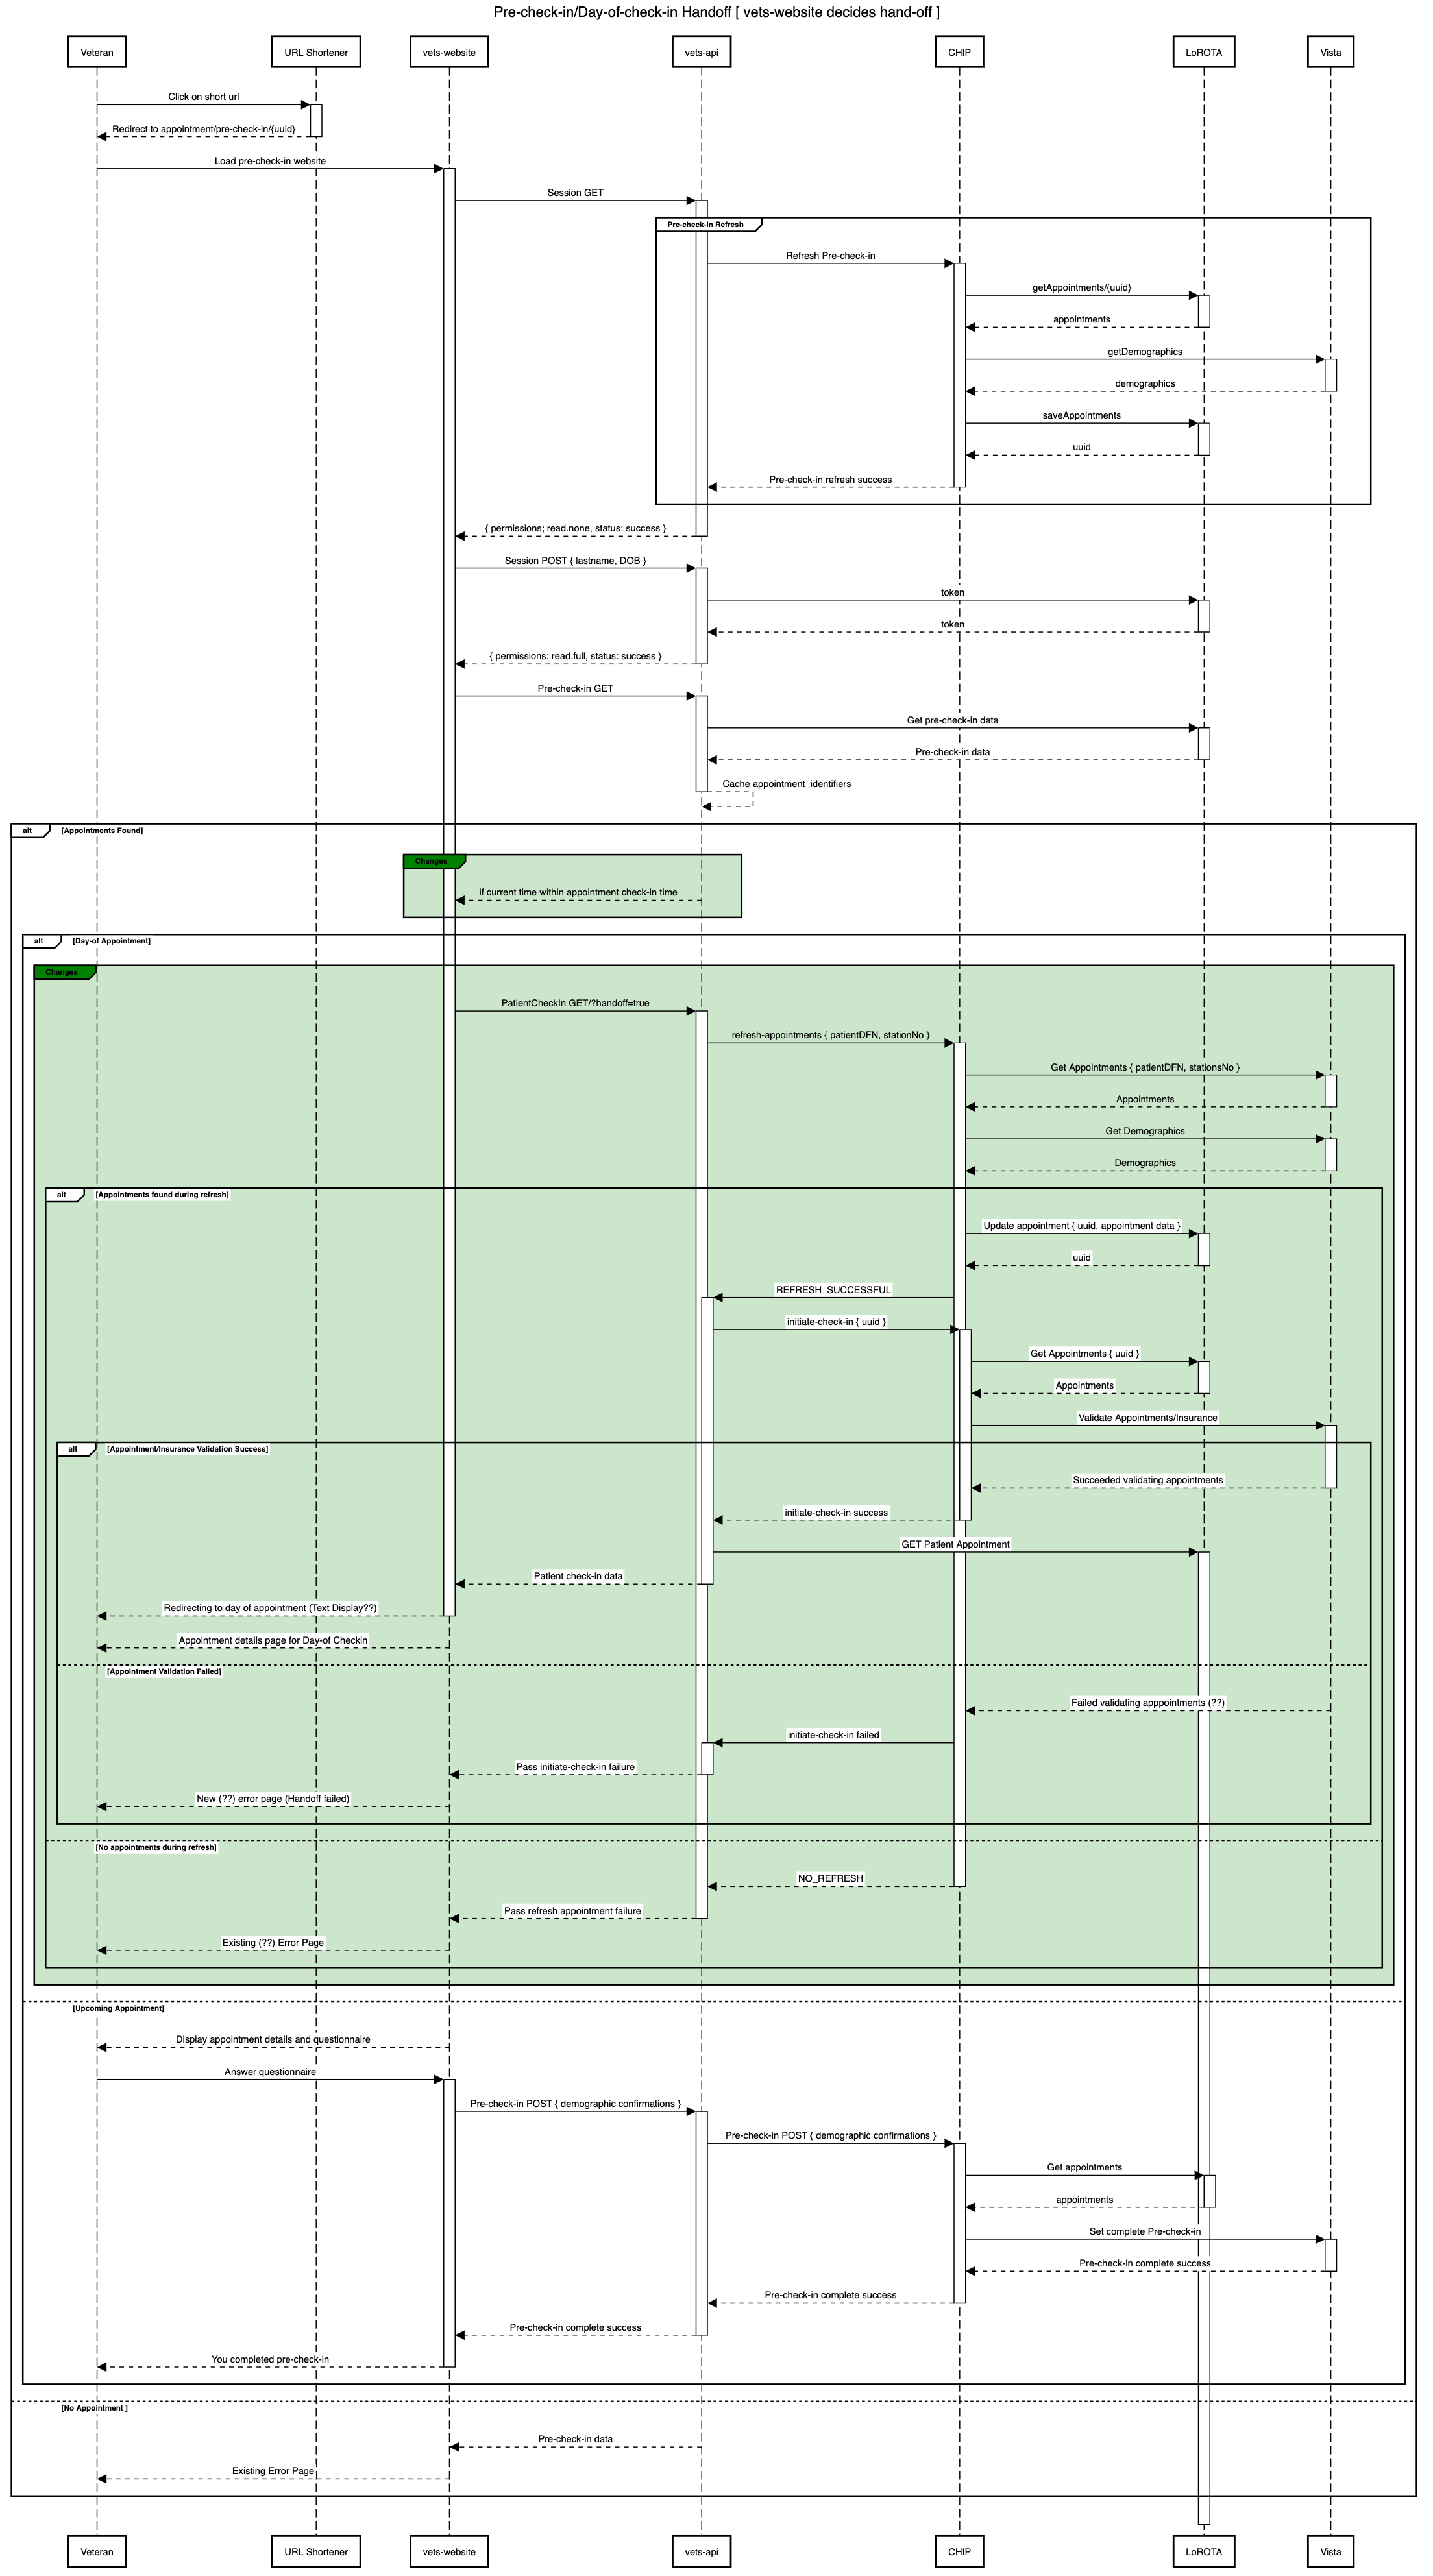 Pre-check-in/Day-of-check-in Handoff [ vets-website decides hand-off ]
Veteran
URL Shortener
vets-website
vets-api
CHIP
LoROTA
Vista
Click on short url
Redirect to appointment/pre-check-in/{uuid}
Load pre-check-in website
Session GET
Pre-check-in Refresh
Refresh Pre-check-in
getAppointments/{uuid}
appointments
getDemographics
demographics
saveAppointments
uuid
Pre-check-in refresh success
{ permissions; read.none, status: success }
Session POST { lastname, DOB }
token
token
{ permissions: read.full, status: success }
Pre-check-in GET
Get pre-check-in data
Pre-check-in data
Cache appointment_identifiers
alt
[Appointments Found]
Changes
if current time within appointment check-in time
alt
[Day-of Appointment]
Changes
PatientCheckIn GET/?handoff=true
refresh-appointments { patientDFN, stationNo }
Get Appointments { patientDFN, stationsNo }
Appointments
Get Demographics
Demographics
alt
[Appointments found during refresh]
Update appointment { uuid, appointment data }
uuid
REFRESH_SUCCESSFUL
initiate-check-in { uuid }
Get Appointments { uuid }
Appointments
Validate Appointments/Insurance
alt
[Appointment/Insurance Validation Success]
Succeeded validating appointments
initiate-check-in success
GET Patient Appointment
Patient check-in data
Redirecting to day of appointment (Text Display??)
Appointment details page for Day-of Checkin
[Appointment Validation Failed]
Failed validating apppointments (??)
initiate-check-in failed
Pass initiate-check-in failure
New (??) error page (Handoff failed)
[No appointments during refresh]
NO_REFRESH
Pass refresh appointment failure
Existing (??) Error Page
[Upcoming Appointment]
Display appointment details and questionnaire
Answer questionnaire
Pre-check-in POST { demographic confirmations }
Pre-check-in POST { demographic confirmations }
Get appointments
appointments
Set complete Pre-check-in
Pre-check-in complete success
Pre-check-in complete success
Pre-check-in complete success
You completed pre-check-in
[No Appointment ]
Pre-check-in data
Existing Error Page
Veteran
URL Shortener
vets-website
vets-api
CHIP
LoROTA
Vista